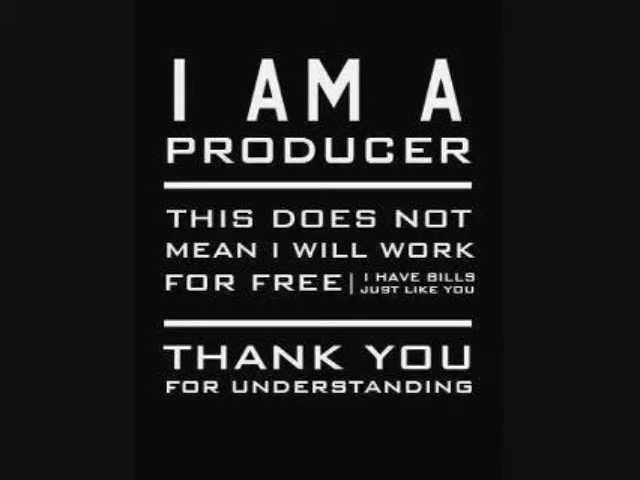 I AM A
PRODUCER
THIS DOES NOT
MEAN I WILL WORK
FOR FREE | I HAVE BILLS
JUST LIKE YOU
THANK YOU
FOR UNDERSTANDING